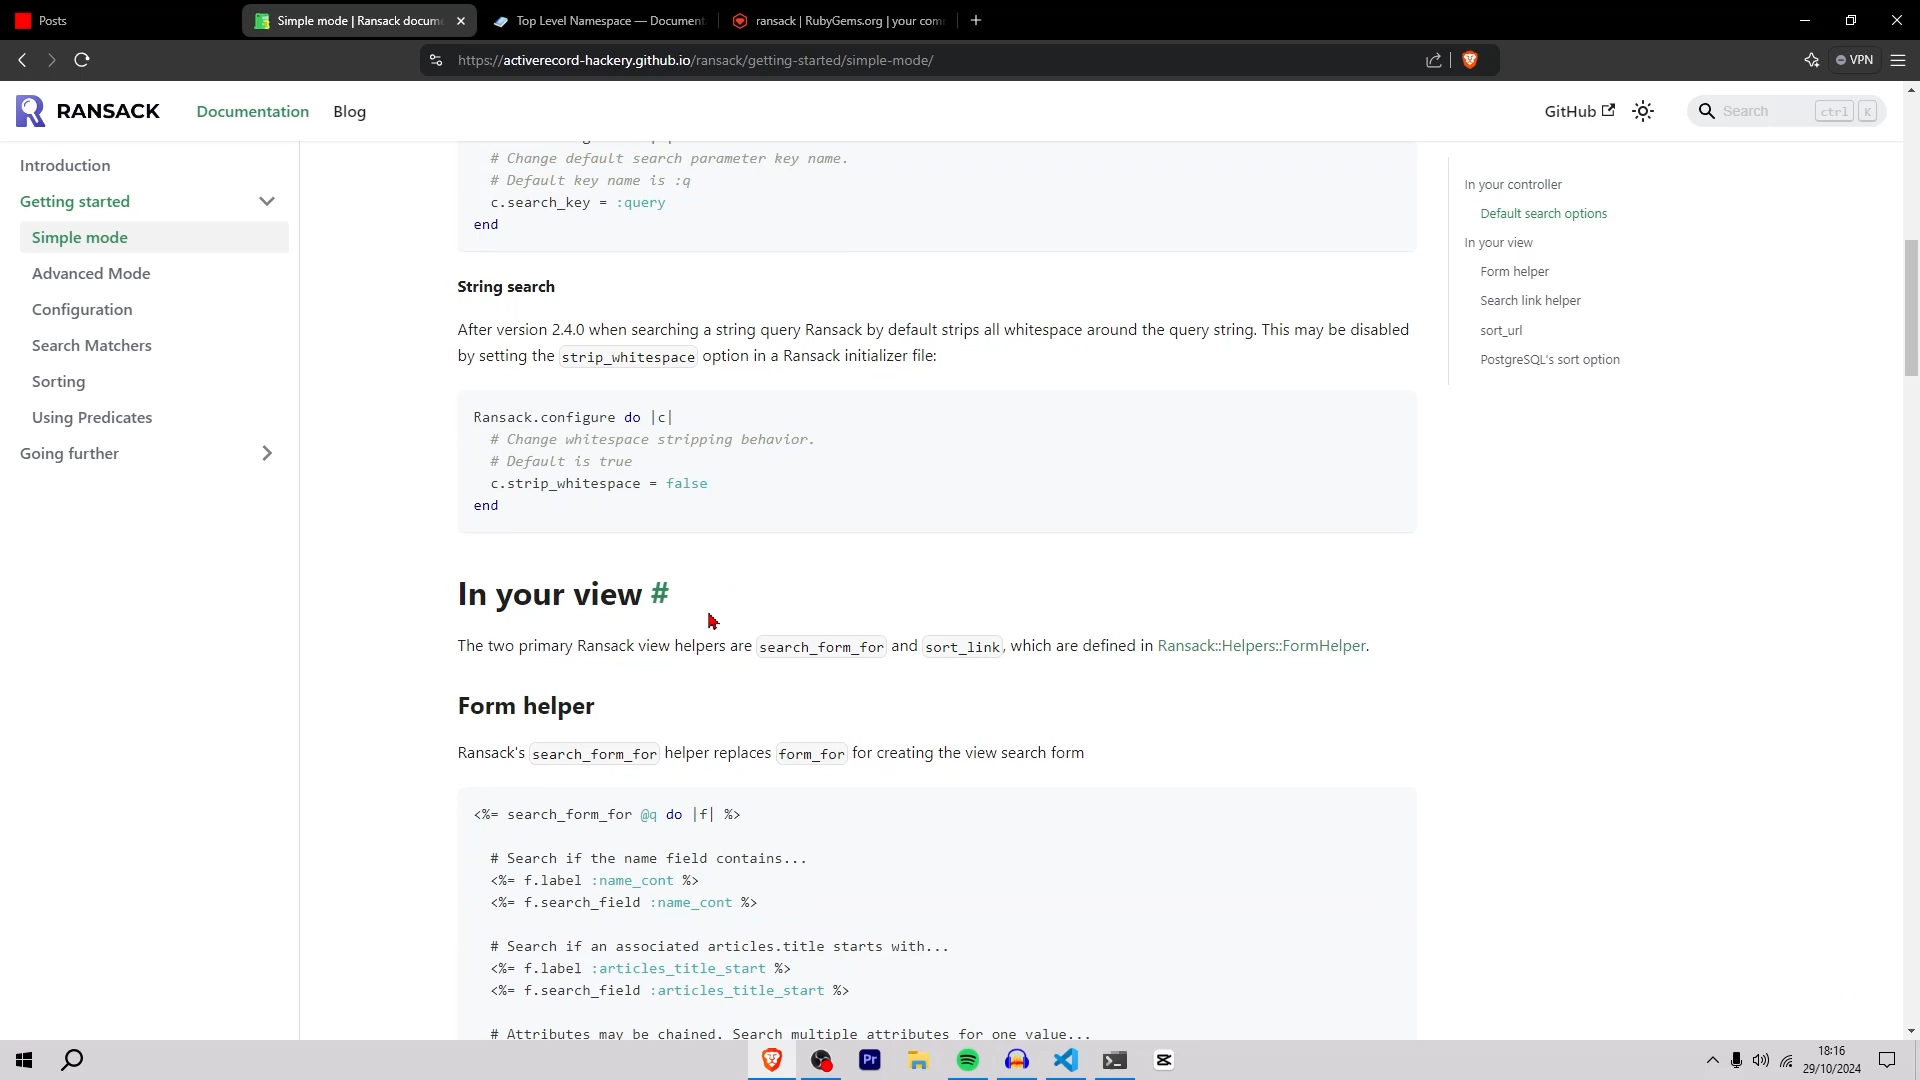 Posts
Simple mode | Ransack docum
Top Level Namespace — Document
ransack | RubyGems.org | your com
https://activerecord-hackery.github.io/ransack/getting-started/simple-mode/
VPN
RANSACK
Documentation
Blog
GitHub
Search
ctrl K
Introduction
Getting started
Simple mode
Advanced Mode
Configuration
Search Matchers
Sorting
Using Predicates
Going further
# Change default search parameter key name.
# Default key name is :q
c.search_key = :query
end
String search
After version 2.4.0 when searching a string query Ransack by default strips all whitespace around the query string. This may be disabled
by setting the strip_whitespace option in a Ransack initializer file:
Ransack.configure do |c|
# Change whitespace stripping behavior.
# Default is true
c.strip_whitespace = false
end
In your view #
The two primary Ransack view helpers are search_form_for and sort_link, which are defined in Ransack::Helpers::FormHelper.
Form helper
Ransack's search_form_for helper replaces form_for for creating the view search form
<%= search_form_for @q do |f| %>
# Search if the name field contains...
<%= f.label :name_cont %>
<%= f.search_field :name_cont %>
# Search if an associated articles.title starts with...
<%= f.label :articles_title_start %>
<%= f.search_field :articles_title_start %>
# Attributes may be chained. Search multiple attributes for one value...
In your controller
Default search options
In your view
Form helper
Search link helper
sort_url
PostgreSQL's sort option
Pr
18:16
29/10/2024